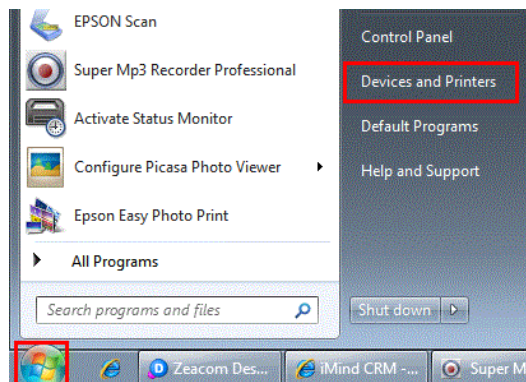 EPSON Scan
Super Mp3 Recorder Professional
Activate Status Monitor
Configure Picasa Photo Viewer
Epson Easy Photo Print
All Programs
Search programs and files
Control Panel
Devices and Printers
Default Programs
Help and Support
Shut down
Zeacom Des...
iMind CRM -...
Super M